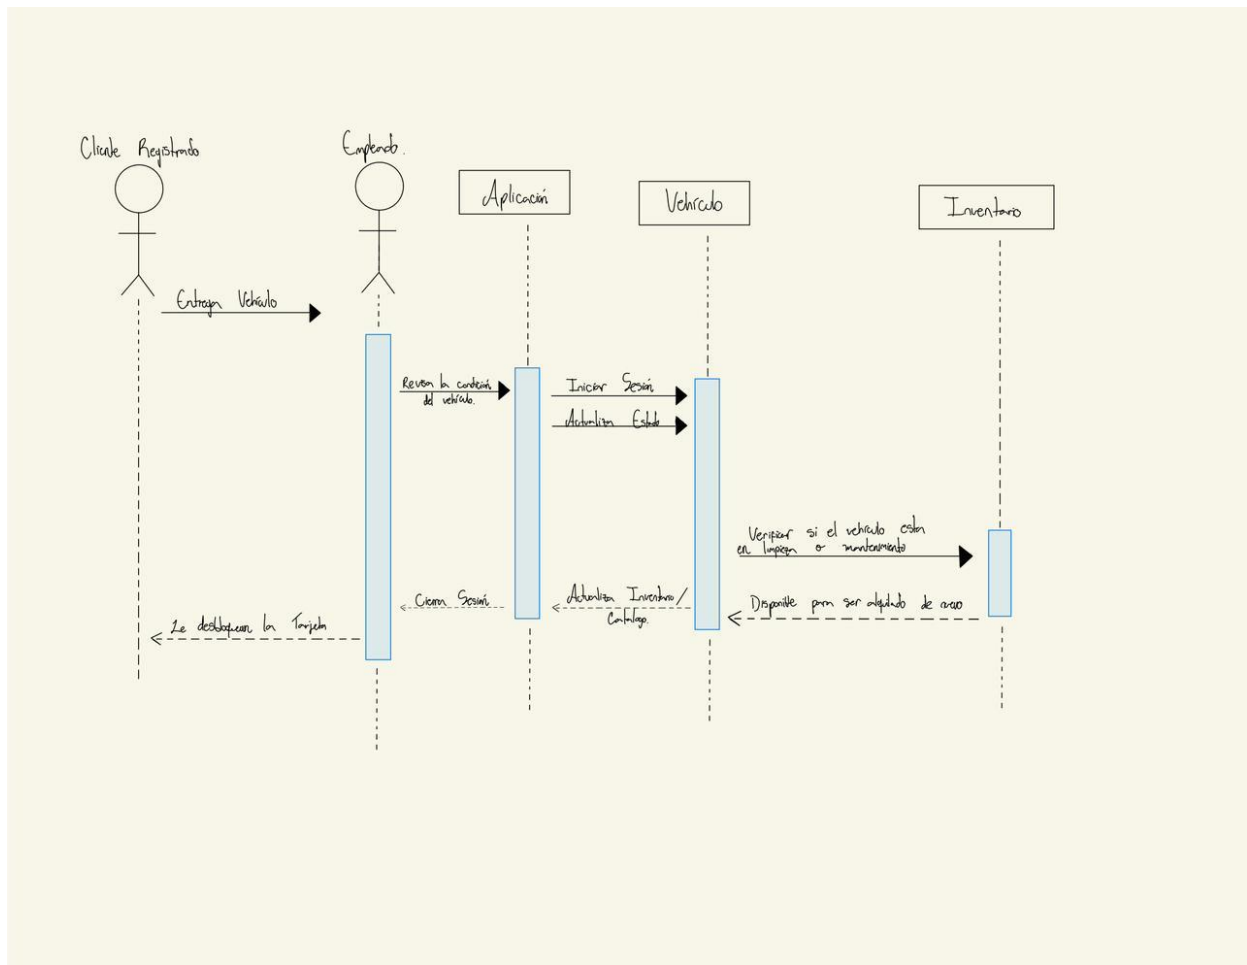 Cliente Registrado
Empleado.
Aplicación
Vehículo
Inventario
Entregan Vehículo
Revisa la condición
del vehículo.
Iniciar Sesión
Actualiza Estado
Verificar si el vehículo esta
en limpieza o mantenimiento
Cierra Sesión
Actualiza Inventario/
Catalogo.
Disponible para ser alquilado de nuevo
Le desbloquean la Tarjeta